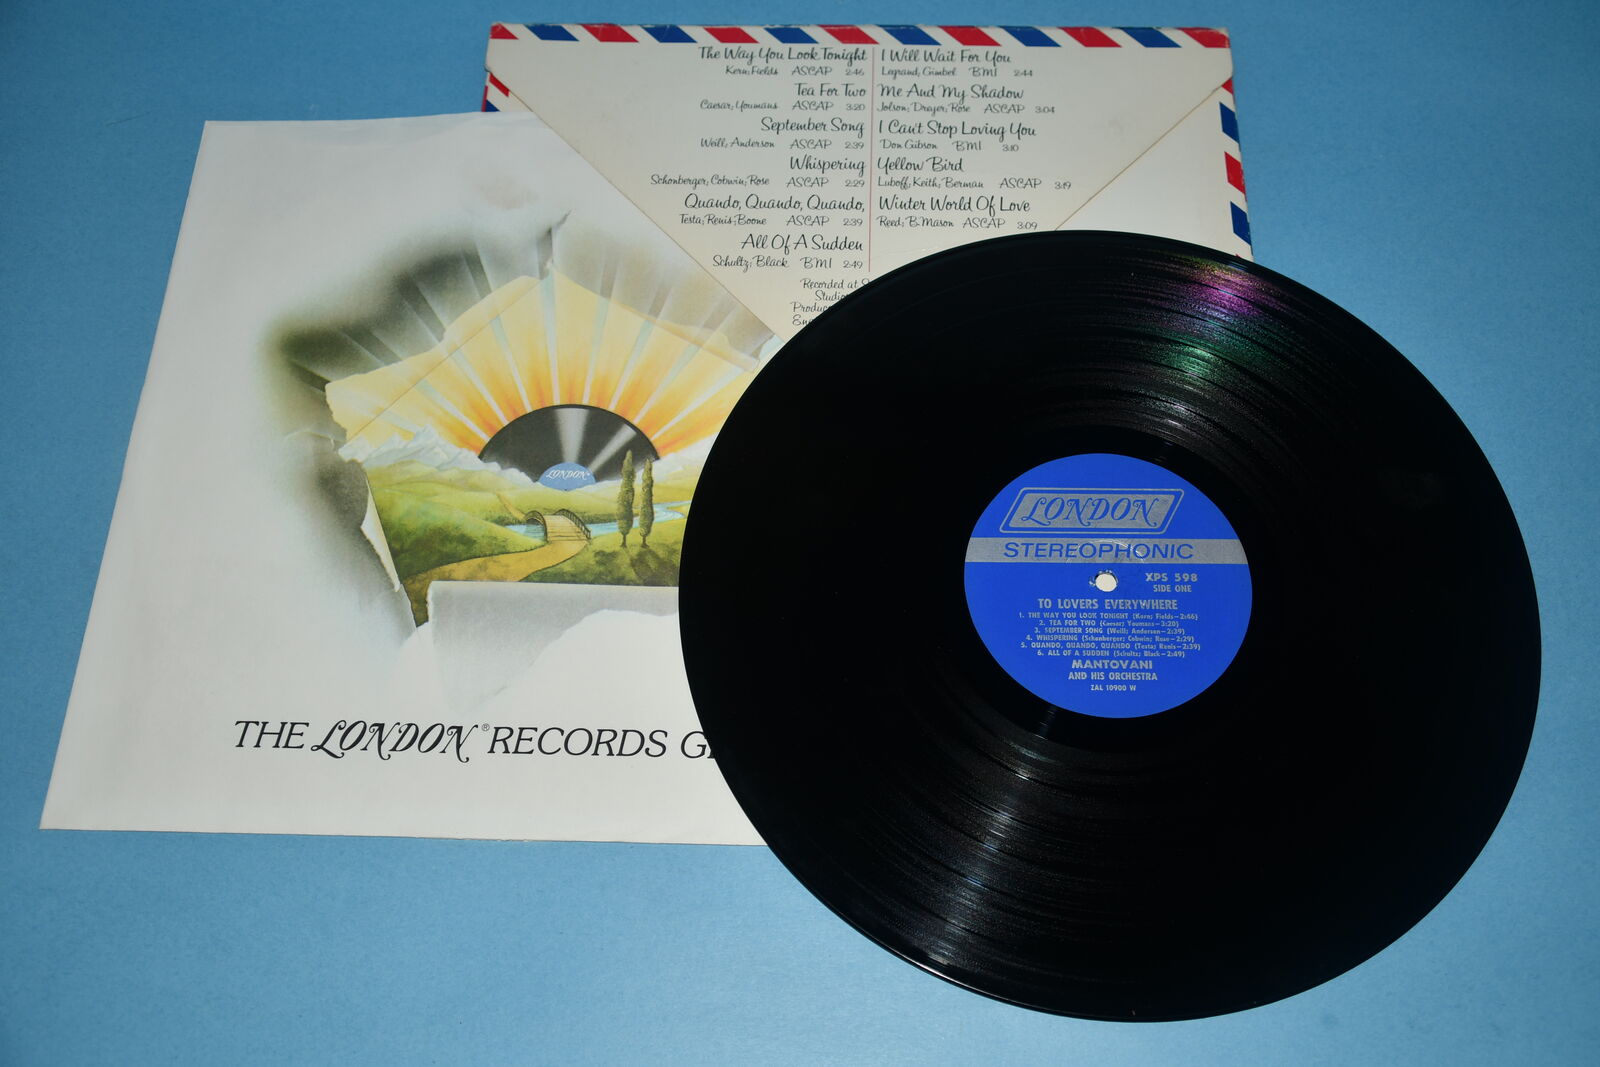 The Way You Look Tonight
Kern; Fields ASCAP 2:46
Tea For Two
Caesar; Youmans ASCAP 3:20
September Song
Weill; Anderson ASCAP 2:39
Whispering
Schonberger; Cobwin; Rose ASCAP 2:29
Quando, Quando, Quando,
Testa; Renis; Boone ASCAP 2:39
All Of A Sudden
Schultz; Black BMI 2:49
Recorded at
I Will Wait For You
Legrand; Gimbel BMI 2:44
Me And My Shadow
Jolson; Dreyer; Rose ASCAP 3:04
I Can't Stop Loving You
Don Gibson BMI 3:10
Yellow Bird
Luboff; Keith; Berman ASCAP 3:19
Winter World Of Love
Reed; B. Mason ASCAP 3:09
LONDON
THE LONDON® RECORDS G
LONDON
STEREOPHONIC
XPS 598
SIDE ONE
TO LOVERS EVERYWHERE
1. THE WAY YOU LOOK TONIGHT (Kern; Fields—2:46)
2. TEA FOR TWO (Caesar; Youmans—3:20)
3. SEPTEMBER SONG (Weill; Anderson—2:39)
4. WHISPERING (Schonberger; Cobwin; Rose—2:29)
5. QUANDO, QUANDO, QUANDO (Testa; Renis—2:39)
6. ALL OF A SUDDEN (Schultz; Black—2:49)
MANTOVANI
AND HIS ORCHESTRA
ZAL 10900 W